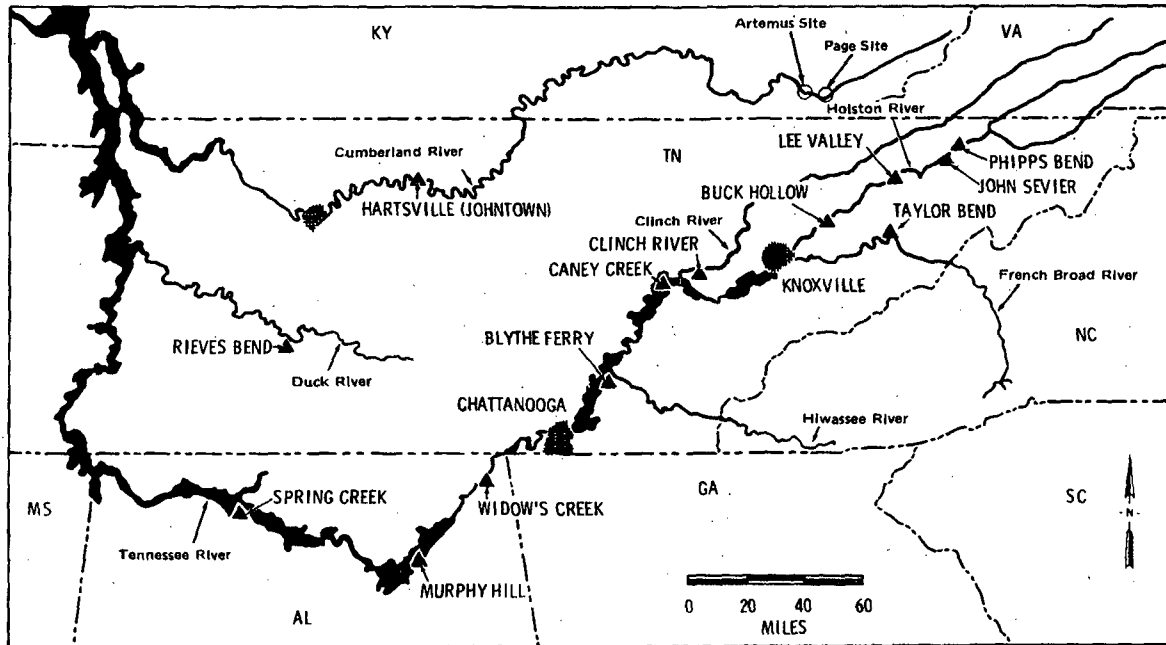 KY
Artemus Site
Page Site
VA
Holston River
Cumberland River
TN
LEE VALLEY
PHIPPS BEND
JOHN SEVIER
HARTSVILLE (JOHNTOWN)
BUCK HOLLOW
TAYLOR BEND
Clinch River
CLINCH RIVER
CANEY CREEK
KNOXVILLE
French Broad River
RIEVES BEND
BLYTHE FERRY
NC
Duck River
CHATTANOOGA
Hiwassee River
MS
SPRING CREEK
WIDOW'S CREEK
GA
SC
N
Tennessee River
MURPHY HILL
AL
0 20 40 60
MILES